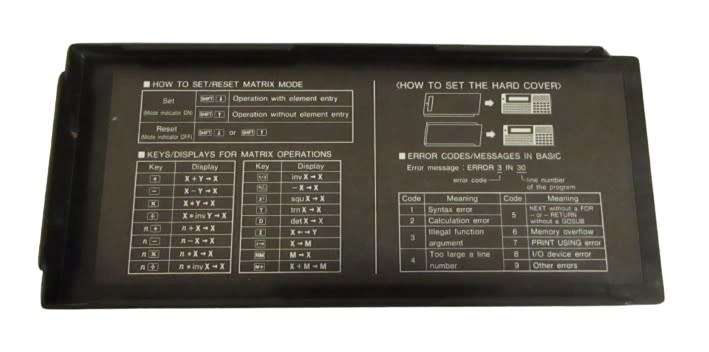 ■ HOW TO SET/RESET MATRIX MODE
Set
(Mode indicator ON)
SHIFT ↓ Operation with element entry
SHIFT ↑ Operation without element entry
Reset
(Mode indicator OFF)
SHIFT ↓ or SHIFT ↑
■ KEYS/DISPLAYS FOR MATRIX OPERATIONS
Key Display
+ X + Y → X
− X − Y → X
X * Y → X
÷ X * inv Y → X
n + n + X → X
n − n − X → X
n n * X → X
n ÷ n * inv X → X
Key Display
inv X → X
− X → X
squ X → X
trn X → X
det X → X
X ↔ Y
X → M
M → X
M+ X + M → M
〈HOW TO SET THE HARD COVER〉
■ ERROR CODES/MESSAGES IN BASIC
Error message : ERROR 3 IN 30
error code
line number
of the program
Code Meaning Code Meaning
1 Syntax error
2 Calculation error
3 Illegal function
argument
4 Too large a line
number
5 NEXT without a FOR
– or – RETURN
without a GOSUB
6 Memory overflow
7 PRINT USING error
8 I/O device error
9 Other errors